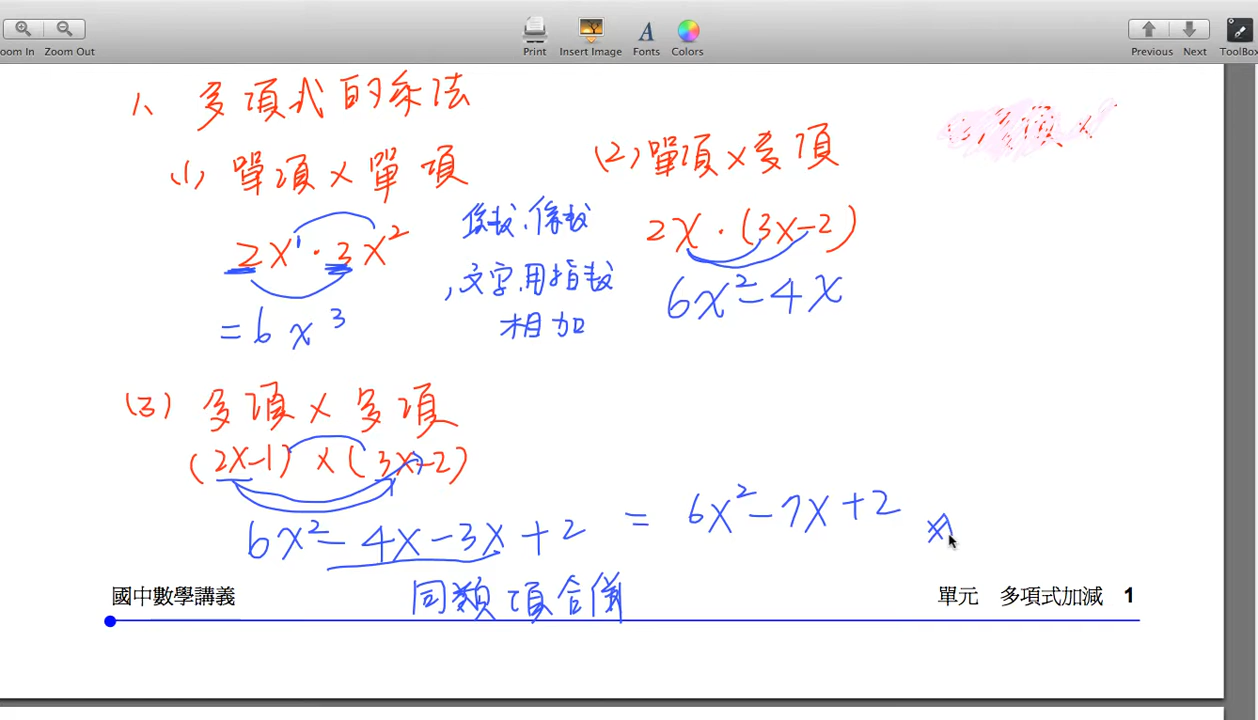 Zoom In Zoom Out Print Insert Image Fonts Colors Previous Next ToolBox
1、多項式的乘法
(1) 單項×單項
2x¹·3x²
=6x³
係數.係數
,文字.用指數
相加
(2) 單項×多項
2x·(3x-2)
6x²-4x
(3) 多項×多項
(2x-1)×(3x-2)
6x²-4x-3x+2 = 6x²-7x+2 #
同類項合併
國中數學講義 單元 多項式加減 1